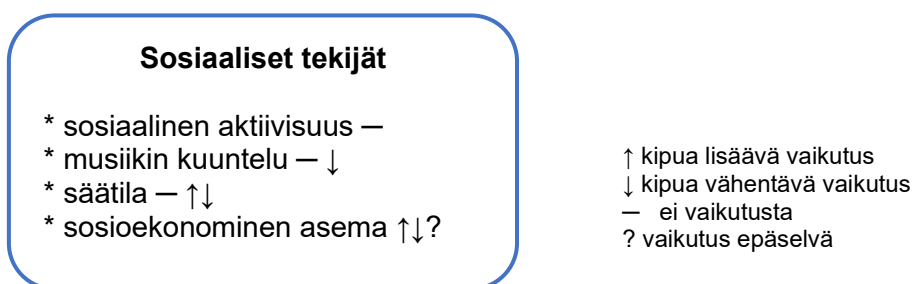 Sosiaaliset tekijät
* sosiaalinen aktiivisuus ─
* musiikin kuuntelu ─ ↓
* säätila ─ ↑↓
* sosioekonominen asema ↑↓?
↑ kipua lisäävä vaikutus
↓ kipua vähentävä vaikutus
─ ei vaikutusta
? vaikutus epäselvä